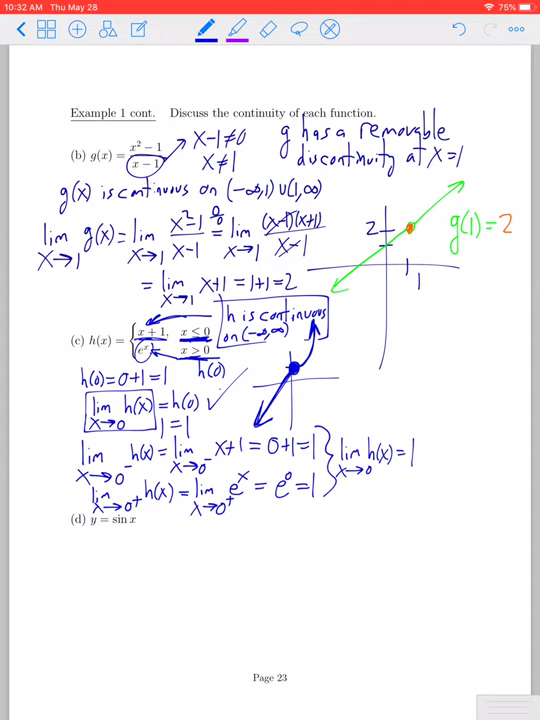 10:32 AM Thu May 28
75%
Example 1 cont. Discuss the continuity of each function.
(b) g(x) = x² − 1 / x − 1
x-1≠0
x≠1
g has a removable
discontinuity at x=1
g(x) is continuous on (-∞,1) ∪ (1,∞)
lim x→1 g(x) = lim x→1 x²-1 / x-1 0/0 = lim x→1 (x-1)(x+1) / x-1
= lim x→1 x+1 = 1+1 = 2
2
1
g(1) = 2
(c) h(x) = { x + 1, x ≤ 0
eˣ x > 0
h is continuous
on (-∞,∞)
h(0) = 0+1 = 1
h(0)
lim x→0 h(x) = h(0) ✓
1 = 1
lim x→0⁻ h(x) = lim x→0⁻ x+1 = 0+1 = 1
lim x→0⁺ h(x) = lim x→0⁺ eˣ = e⁰ = 1
} lim x→0 h(x) = 1
(d) y = sin x
Page 23